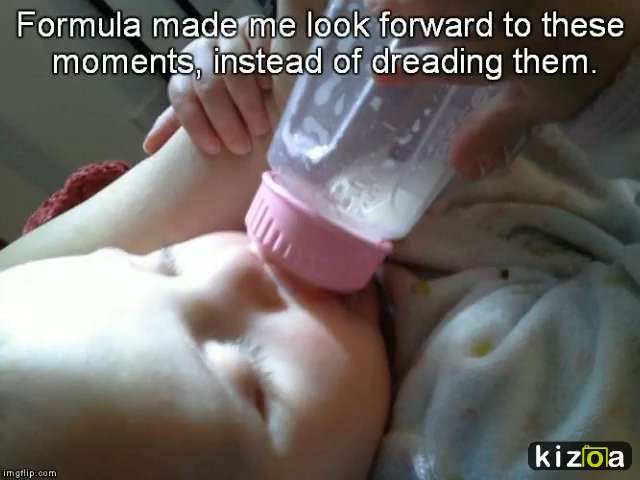 Formula made me look forward to these
moments, instead of dreading them.
imgflip.com
kizoa